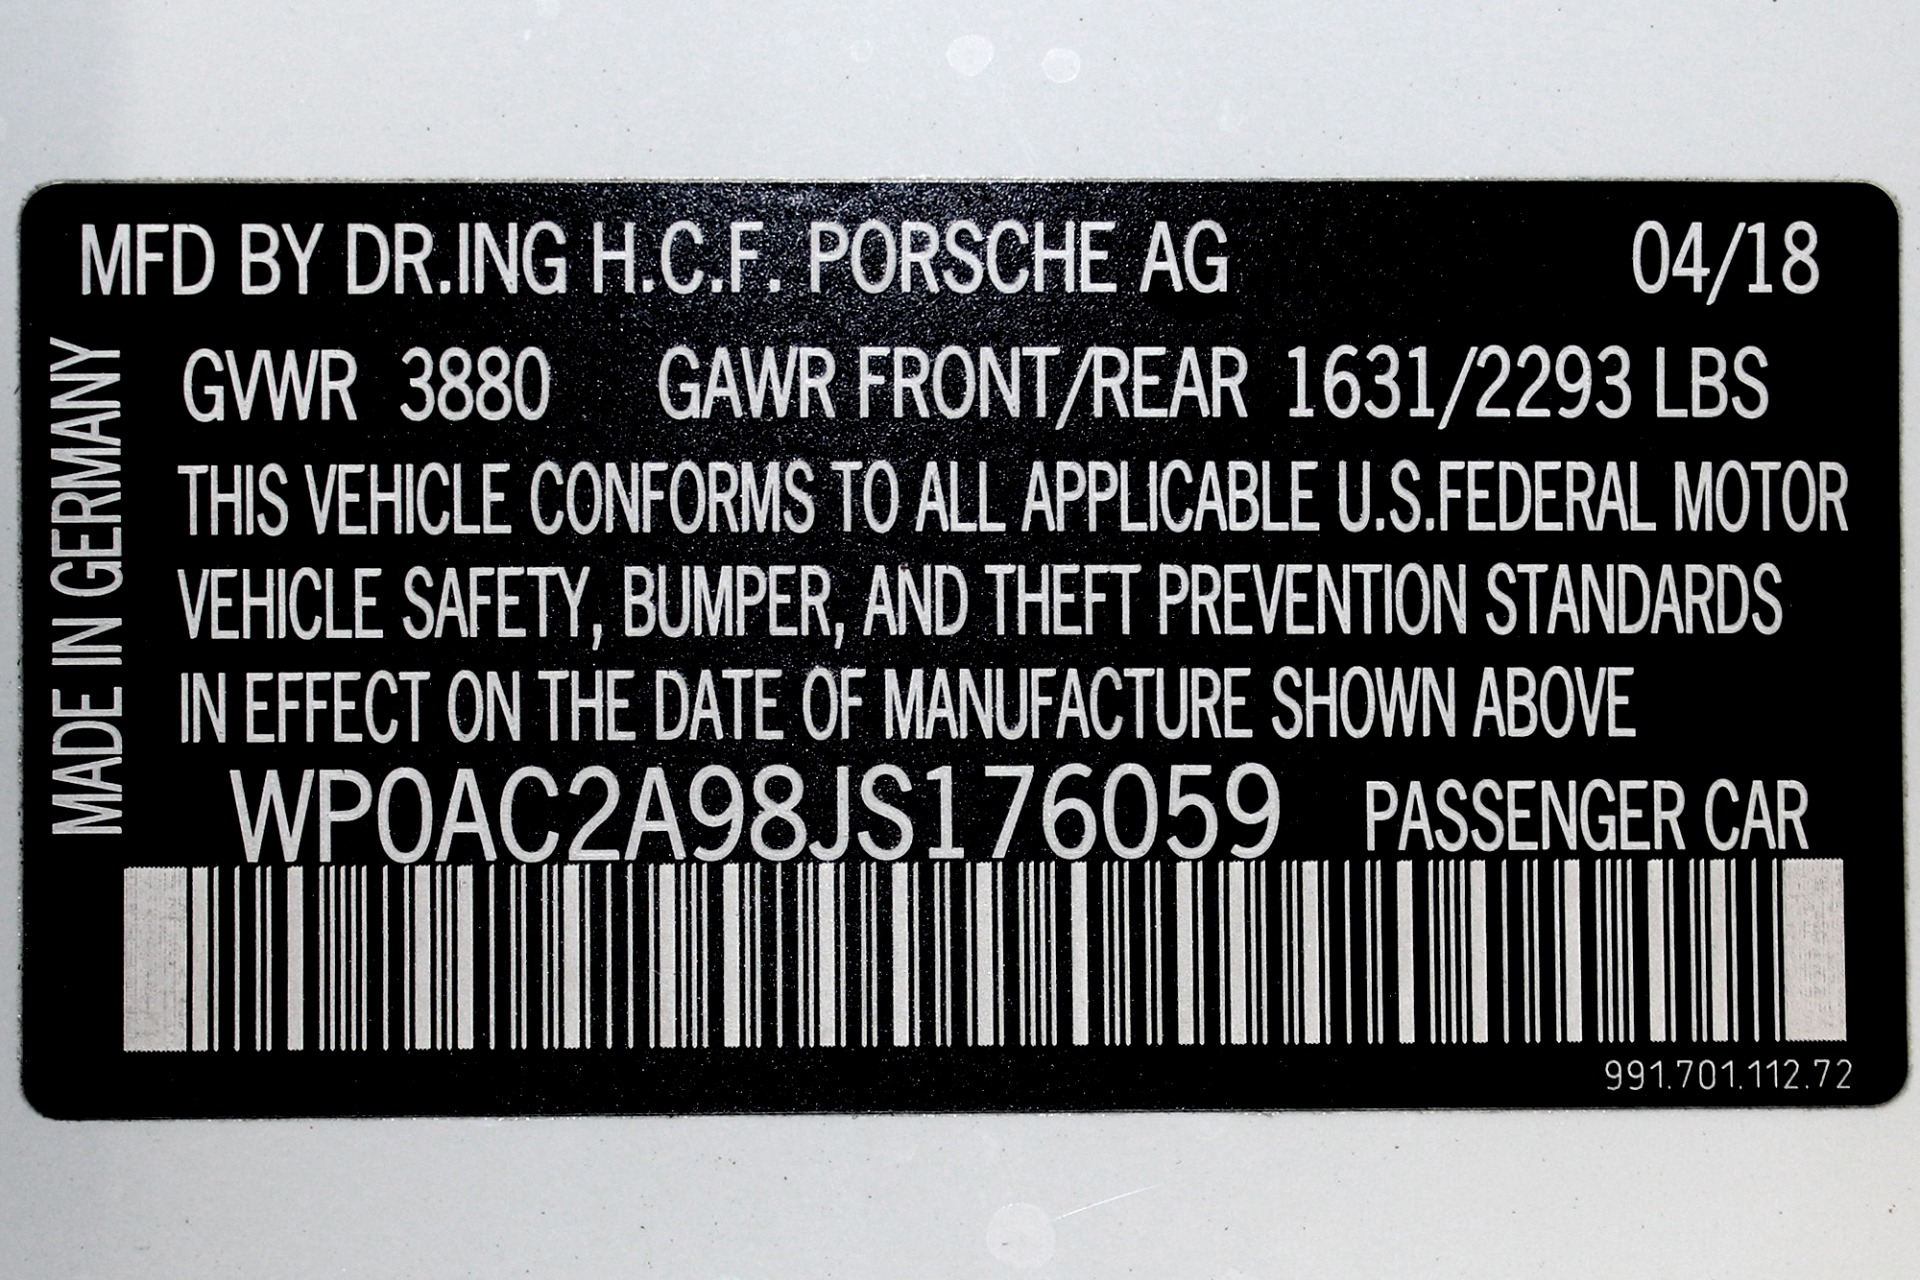 MFD BY DR.ING H.C.F. PORSCHE AG 04/18
GVWR 3880 GAWR FRONT/REAR 1631/2293 LBS
THIS VEHICLE CONFORMS TO ALL APPLICABLE U.S.FEDERAL MOTOR
VEHICLE SAFETY, BUMPER, AND THEFT PREVENTION STANDARDS
IN EFFECT ON THE DATE OF MANUFACTURE SHOWN ABOVE
WP0AC2A98JS176059 PASSENGER CAR
991.701.112.72
MADE IN GERMANY